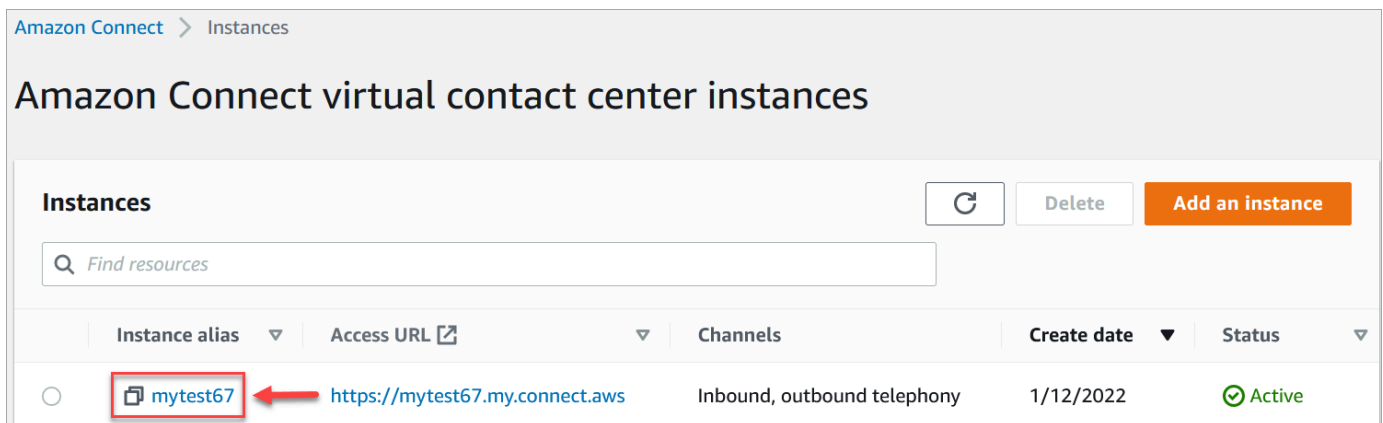 Amazon Connect > Instances
Amazon Connect virtual contact center instances
Instances Delete Add an instance
Find resources
Instance alias Access URL Channels Create date Status
mytest67 https://mytest67.my.connect.aws Inbound, outbound telephony 1/12/2022 Active